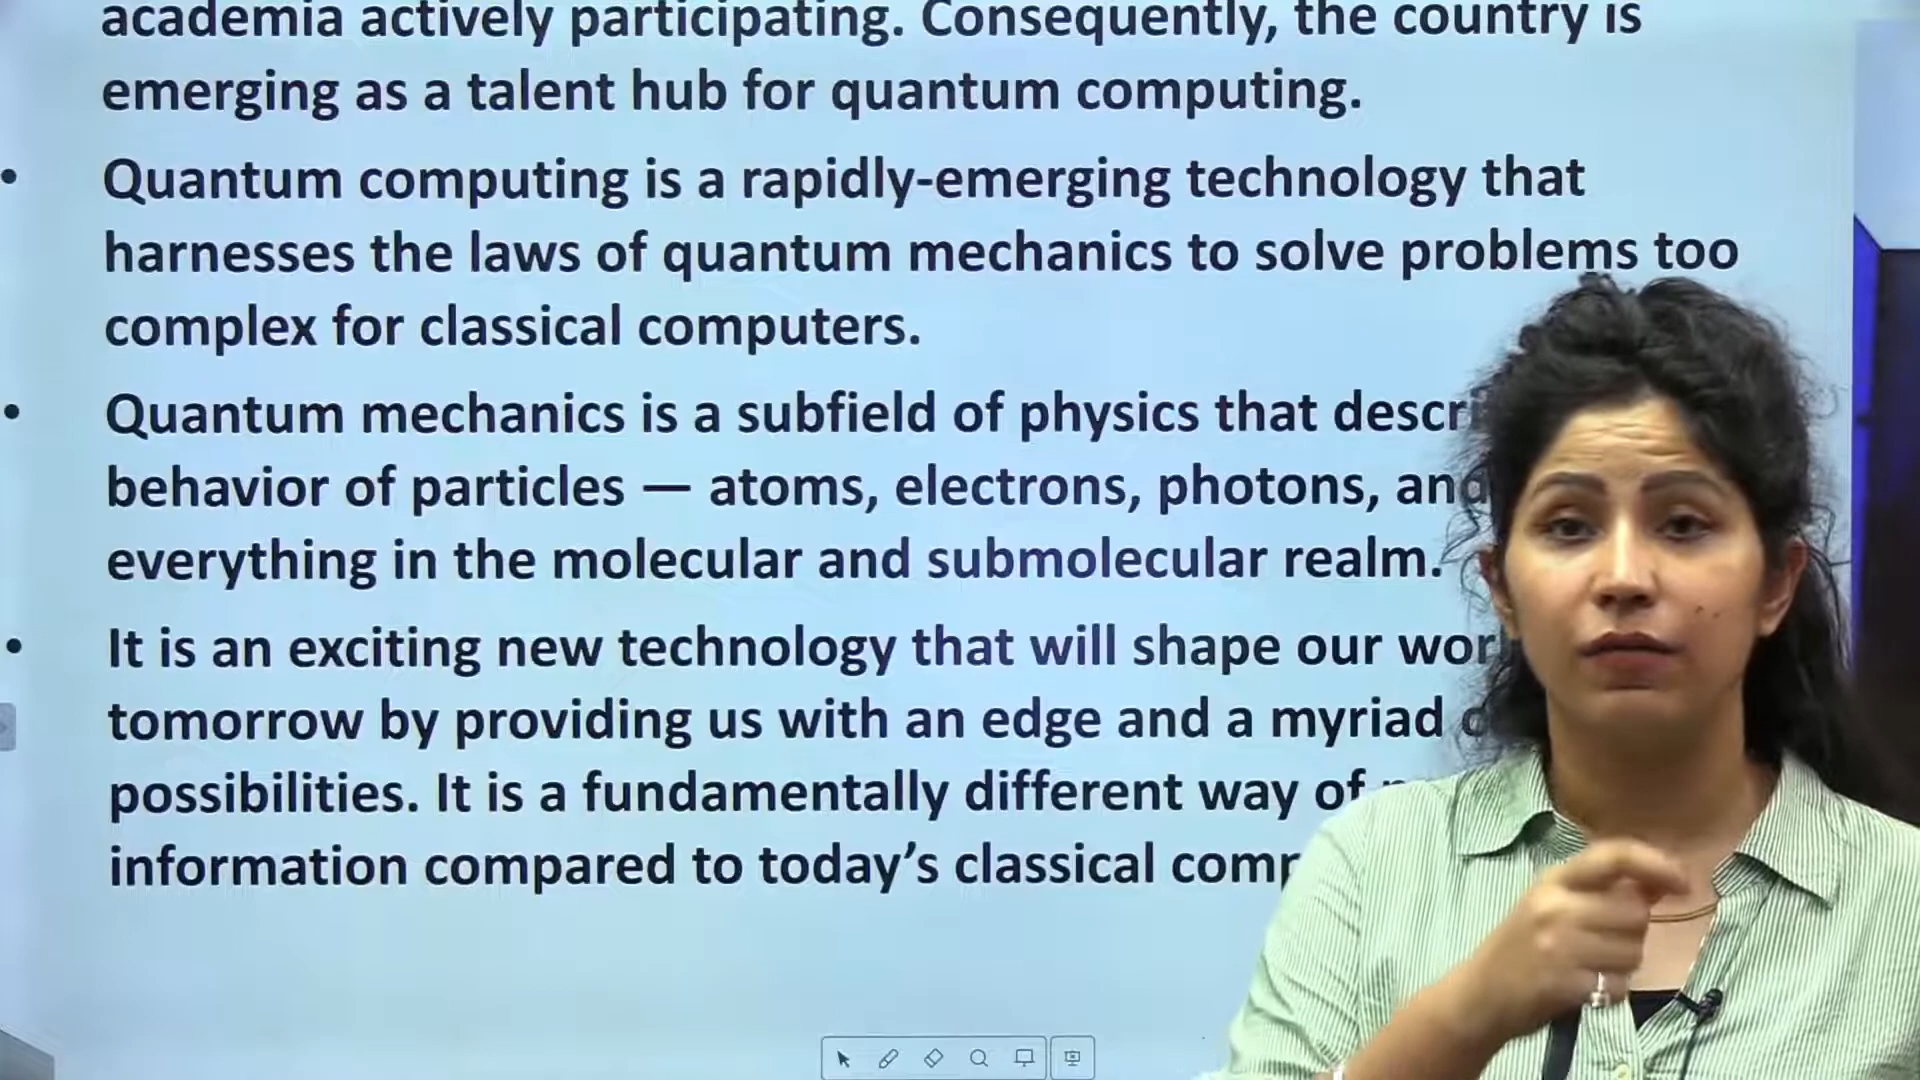 academia actively participating. Consequently, the country is
emerging as a talent hub for quantum computing.
• Quantum computing is a rapidly-emerging technology that
harnesses the laws of quantum mechanics to solve problems too
complex for classical computers.
• Quantum mechanics is a subfield of physics that
behavior of particles — atoms, electrons, photons, and
everything in the molecular and submolecular realm.
• It is an exciting new technology that will shape our
tomorrow by providing us with an edge and a myriad
possibilities. It is a fundamentally different way of
information compared to today’s classical